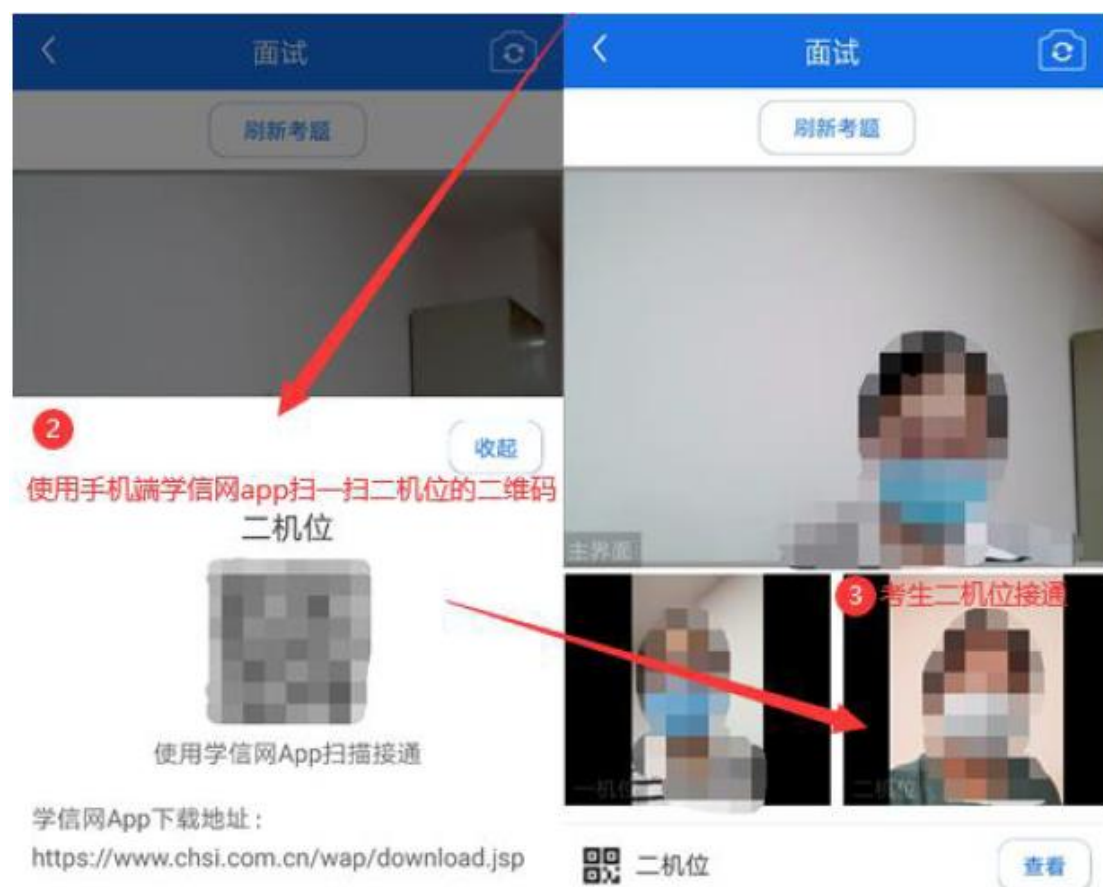 面试
刷新考题
2
收起
使用手机端学信网app扫一扫二机位的二维码
二机位
使用学信网App扫描接通
学信网App下载地址：
https://www.chsi.com.cn/wap/download.jsp
面试
刷新考题
主界面
3 考生二机位接通
一机位
二机位
二机位
查看